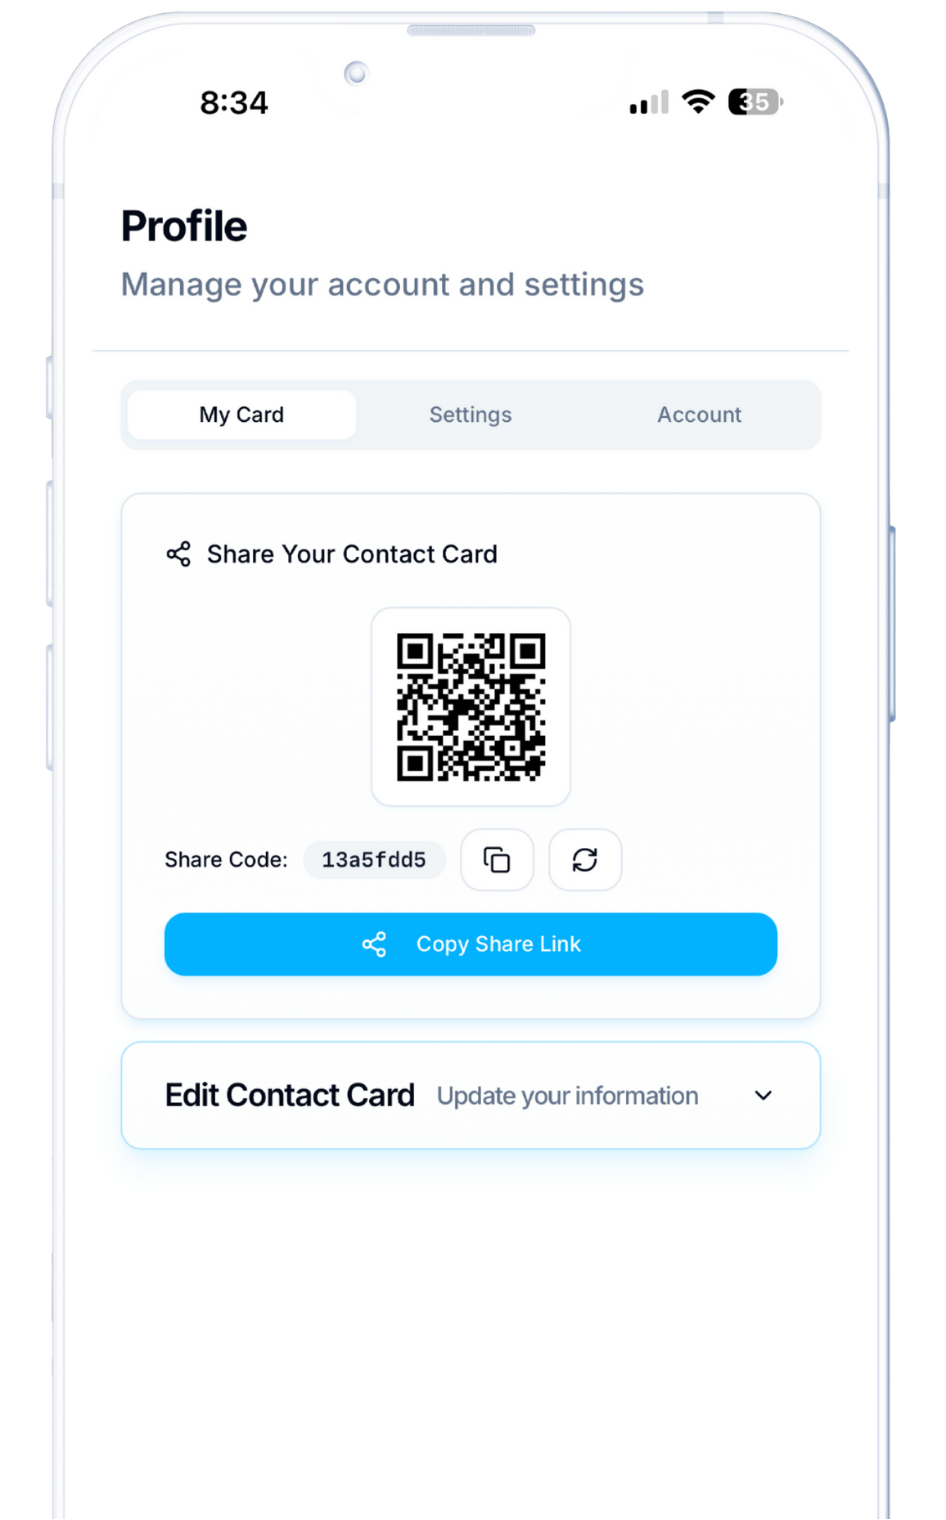 8:34
35
Profile
Manage your account and settings
My Card Settings Account
Share Your Contact Card
Share Code: 13a5fdd5
Copy Share Link
Edit Contact Card Update your information